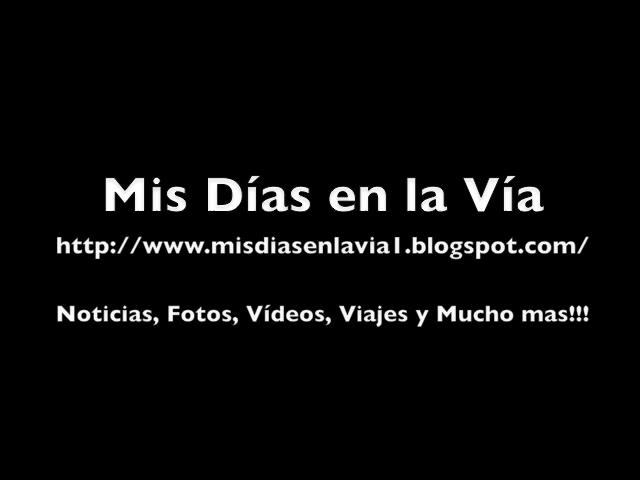 Mis Días en la Vía
http://www.misdiasenlavia1.blogspot.com/
Noticias, Fotos, Vídeos, Viajes y Mucho mas!!!